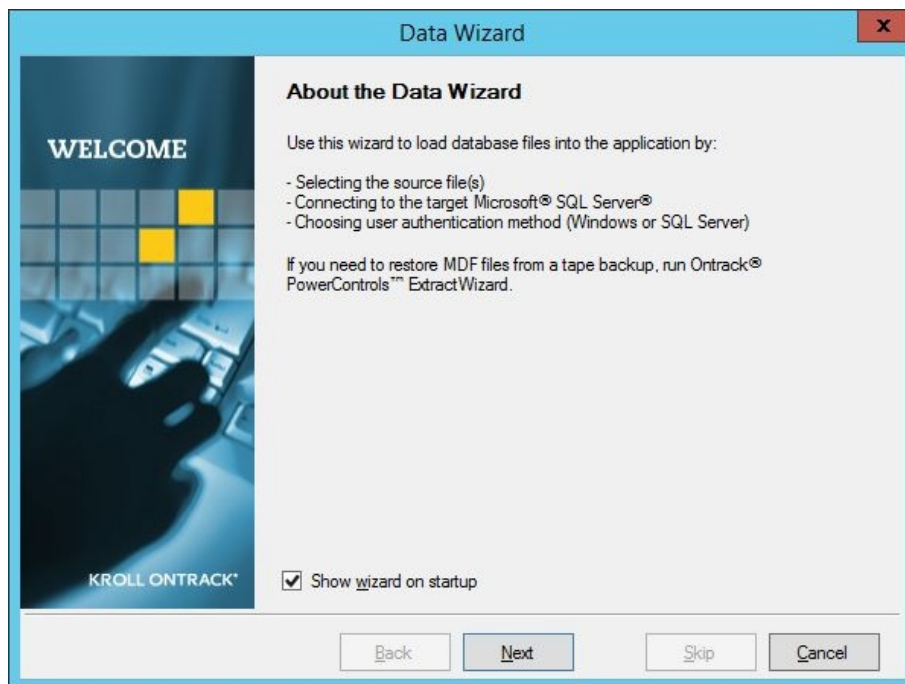 Data Wizard
x
WELCOME
KROLL ONTRACK®
About the Data Wizard
Use this wizard to load database files into the application by:
- Selecting the source file(s)
- Connecting to the target Microsoft® SQL Server®
- Choosing user authentication method (Windows or SQL Server)
If you need to restore MDF files from a tape backup, run Ontrack®
PowerControls™ ExtractWizard.
Show wizard on startup
Back
Next
Skip
Cancel